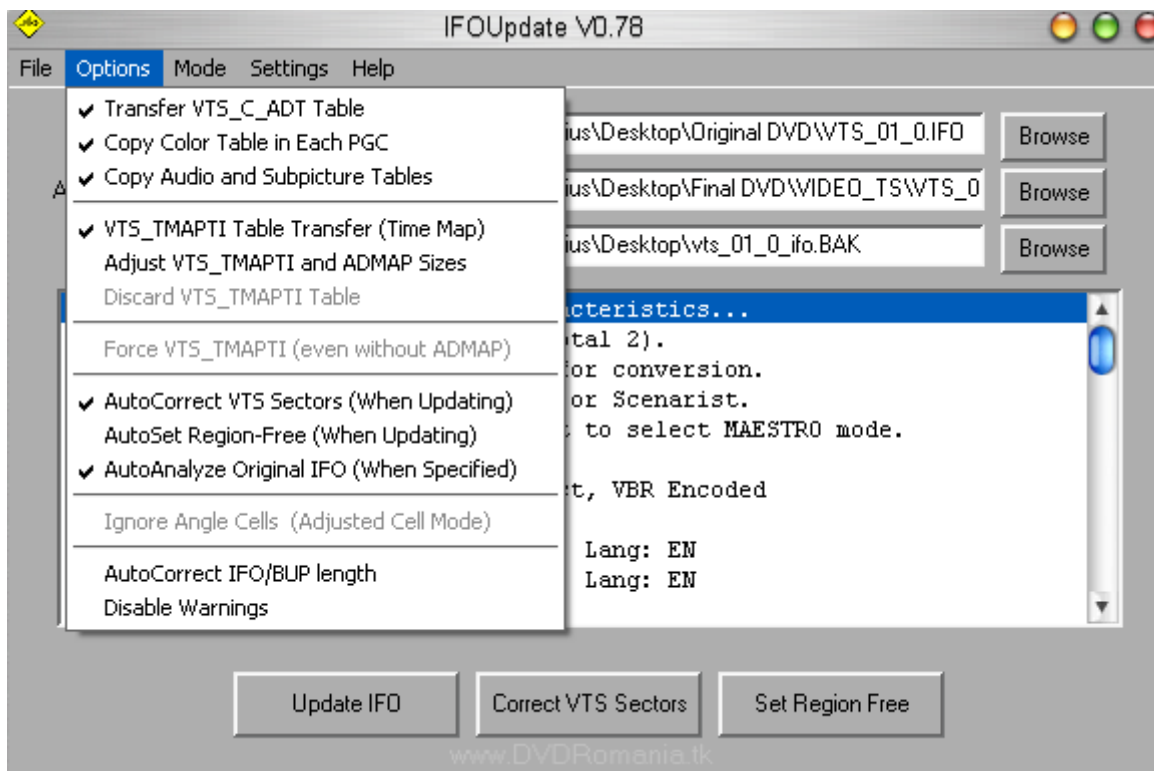 IFOUpdate V0.78
File Options Mode Settings Help
Transfer VTS_C_ADT Table
Copy Color Table in Each PGC
Copy Audio and Subpicture Tables
VTS_TMAPTI Table Transfer (Time Map)
Adjust VTS_TMAPTI and ADMAP Sizes
Discard VTS_TMAPTI Table
Force VTS_TMAPTI (even without ADMAP)
AutoCorrect VTS Sectors (When Updating)
AutoSet Region-Free (When Updating)
AutoAnalyze Original IFO (When Specified)
Ignore Angle Cells (Adjusted Cell Mode)
AutoCorrect IFO/BUP length
Disable Warnings
A
ius\Desktop\Original DVD\VTS_01_0.IFO Browse
ius\Desktop\Final DVD\VIDEO_TS\VTS_0 Browse
ius\Desktop\vts_01_0_ifo.BAK Browse
acteristics...
tal 2).
for conversion.
or Scenarist.
to select MAESTRO mode.
t, VBR Encoded
Lang: EN
Lang: EN
Update IFO Correct VTS Sectors Set Region Free
www.DVDRomania.tk